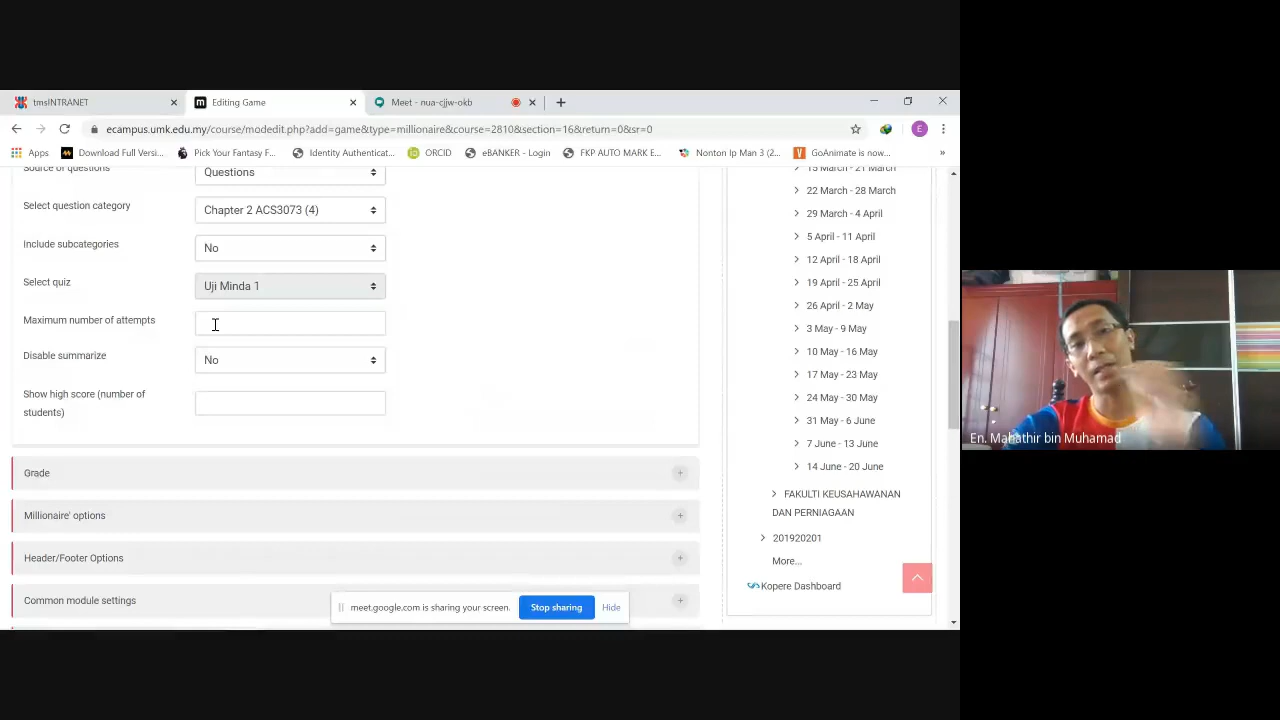 tmsINTRANET
Editing Game
Meet - nua-cjjw-okb
ecampus.umk.edu.my/course/modedit.php?add=game&type=millionaire&course=2810&section=16&return=0&sr=0
Apps
Download Full Versi...
Pick Your Fantasy F...
Identity Authenticat...
ORCID
eBANKER - Login
FKP AUTO MARK E...
Nonton Ip Man 3 (2...
GoAnimate is now...
»
E
Source of questions
Questions
Select question category
Chapter 2 ACS3073 (4)
Include subcategories
No
Select quiz
Uji Minda 1
Maximum number of attempts
Disable summarize
No
Show high score (number of
students)
Grade
Millionaire' options
Header/Footer Options
Common module settings
15 March - 21 March
22 March - 28 March
29 March - 4 April
5 April - 11 April
12 April - 18 April
19 April - 25 April
26 April - 2 May
3 May - 9 May
10 May - 16 May
17 May - 23 May
24 May - 30 May
31 May - 6 June
7 June - 13 June
14 June - 20 June
FAKULTI KEUSAHAWANAN
DAN PERNIAGAAN
201920201
More...
Kopere Dashboard
meet.google.com is sharing your screen.
Stop sharing
Hide
En. Mahathir bin Muhamad